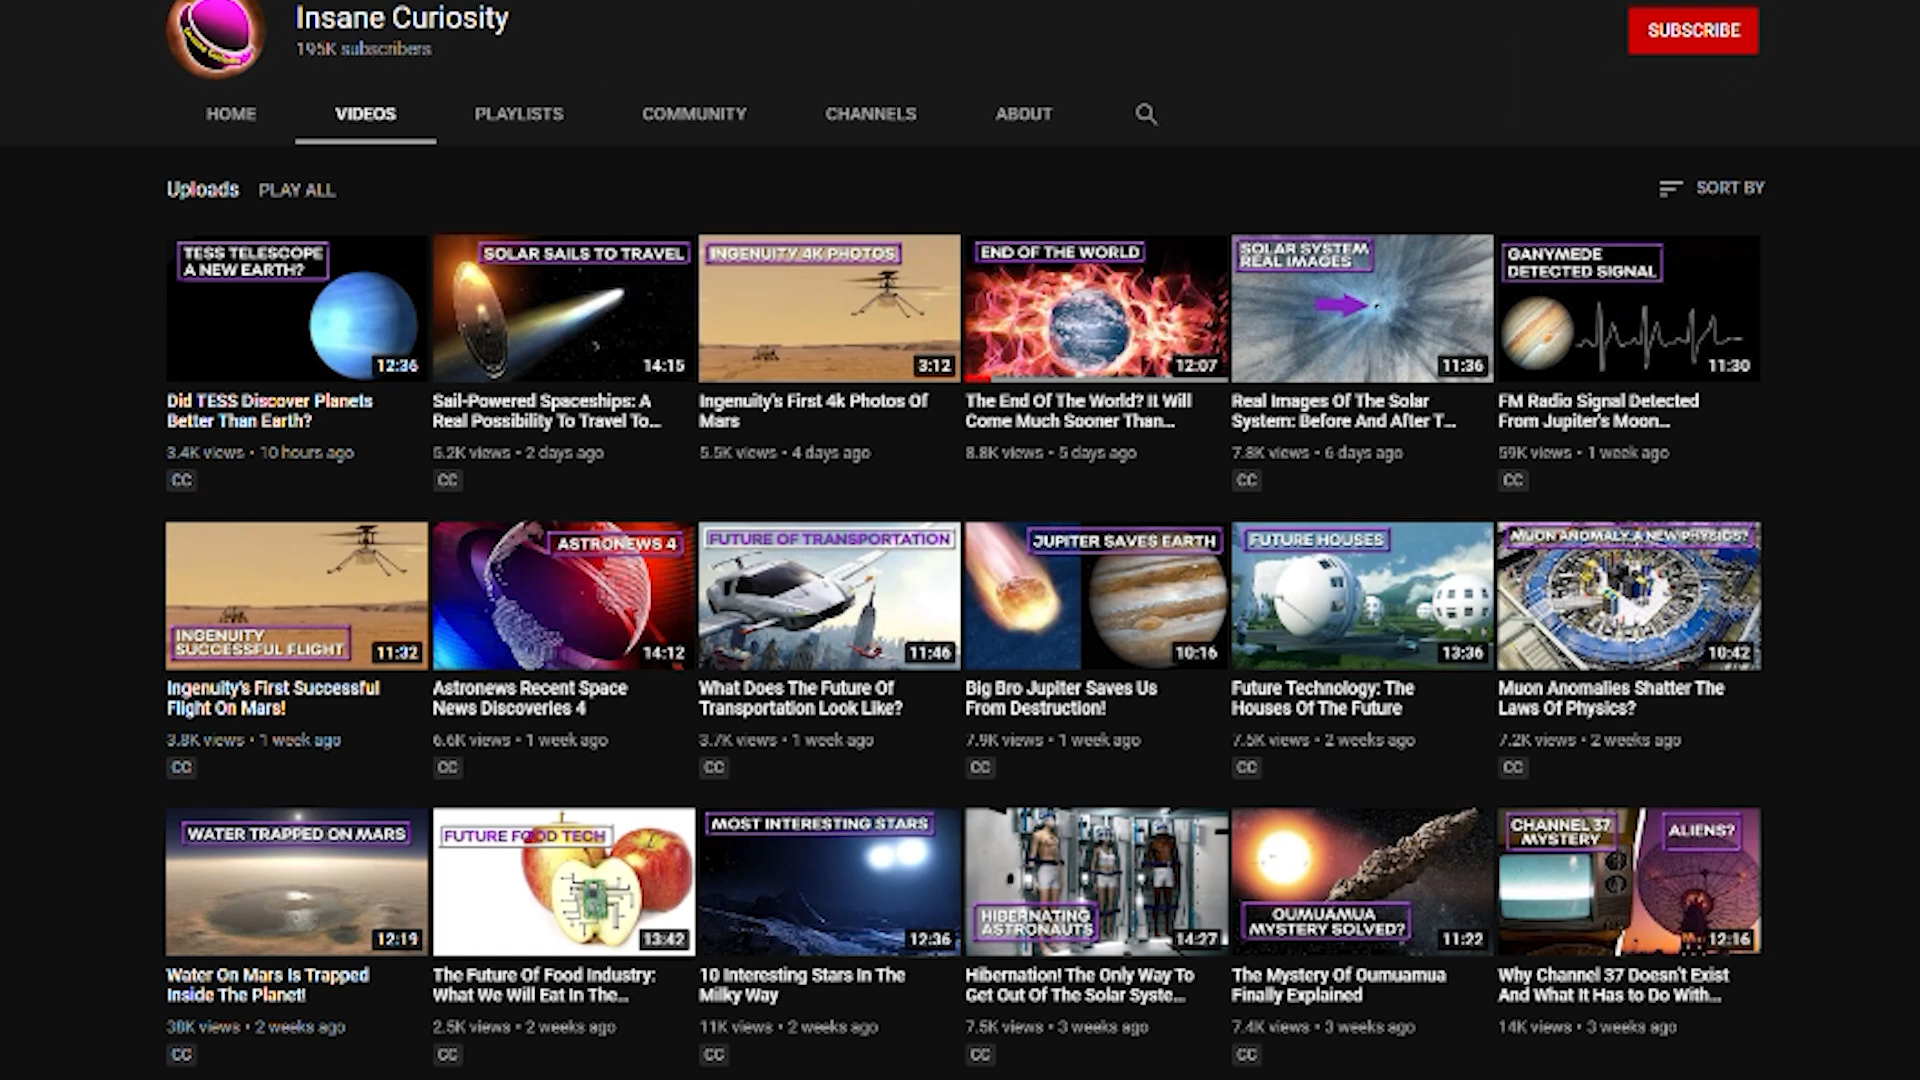 Insane Curiosity
195K subscribers
SUBSCRIBE
HOME VIDEOS PLAYLISTS COMMUNITY CHANNELS ABOUT
Uploads PLAY ALL
SORT BY
TESS TELESCOPE
A NEW EARTH?
12:36
SOLAR SAILS TO TRAVEL
14:15
INGENUITY 4K PHOTOS
3:12
END OF THE WORLD
12:07
SOLAR SYSTEM
REAL IMAGES
11:36
GANYMEDE
DETECTED SIGNAL
11:30
Did TESS Discover Planets
Better Than Earth?
3.4K views • 10 hours ago
CC
Sail-Powered Spaceships: A
Real Possibility To Travel To...
5.2K views • 2 days ago
CC
Ingenuity's First 4k Photos Of
Mars
5.5K views • 4 days ago
The End Of The World? It Will
Come Much Sooner Than...
8.8K views • 5 days ago
Real Images Of The Solar
System: Before And After T...
7.8K views • 6 days ago
CC
FM Radio Signal Detected
From Jupiter's Moon...
59K views • 1 week ago
CC
INGENUITY
SUCCESSFUL FLIGHT
11:32
ASTRONEWS 4
14:12
FUTURE OF TRANSPORTATION
11:46
JUPITER SAVES EARTH
10:16
FUTURE HOUSES
13:36
MUON ANOMALY A NEW PHYSICS?
10:42
Ingenuity's First Successful
Flight On Mars!
3.8K views • 1 week ago
CC
Astronews Recent Space
News Discoveries 4
6.6K views • 1 week ago
CC
What Does The Future Of
Transportation Look Like?
3.7K views • 1 week ago
CC
Big Bro Jupiter Saves Us
From Destruction!
7.9K views • 1 week ago
CC
Future Technology: The
Houses Of The Future
7.5K views • 2 weeks ago
CC
Muon Anomalies Shatter The
Laws Of Physics?
7.2K views • 2 weeks ago
CC
WATER TRAPPED ON MARS
12:19
FUTURE FOOD TECH
13:42
MOST INTERESTING STARS
12:36
HIBERNATING
ASTRONAUTS
14:27
OUMUAMUA
MYSTERY SOLVED?
11:22
CHANNEL 37
MYSTERY
ALIENS?
12:16
Water On Mars Is Trapped
Inside The Planet!
38K views • 2 weeks ago
CC
The Future Of Food Industry:
What We Will Eat In The...
2.5K views • 2 weeks ago
CC
10 Interesting Stars In The
Milky Way
11K views • 2 weeks ago
CC
Hibernation! The Only Way To
Get Out Of The Solar Syste...
7.5K views • 3 weeks ago
CC
The Mystery Of Oumuamua
Finally Explained
7.4K views • 3 weeks ago
CC
Why Channel 37 Doesn't Exist
And What It Has to Do With...
14K views • 3 weeks ago